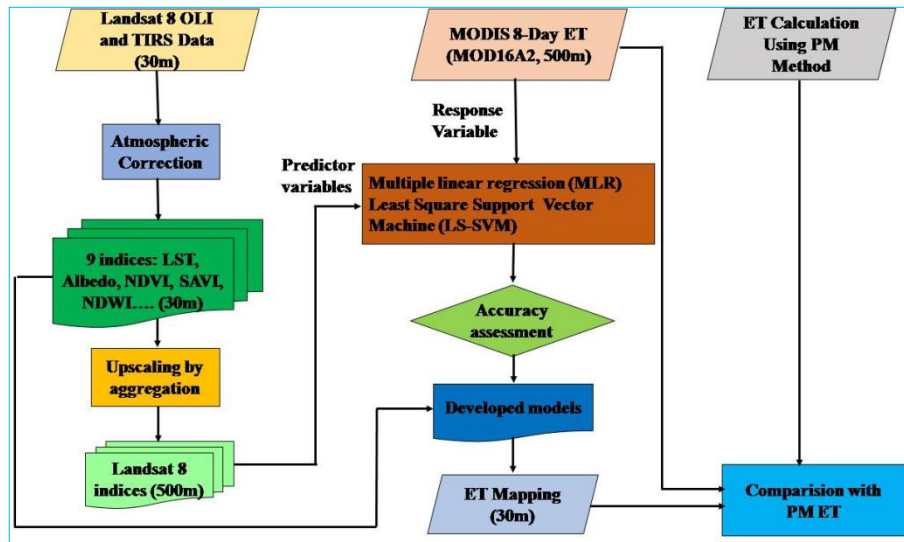 Landsat 8 OLI
and TIRS Data
(30m)
Atmospheric
Correction
9 indices: LST,
Albedo, NDVI, SAVI,
NDWI.... (30m)
Upscaling by
aggregation
Landsat 8
indices (500m)
Predictor
variables
MODIS 8-Day ET
(MOD16A2, 500m)
Response
Variable
Multiple linear regression (MLR)
Least Square Support Vector
Machine (LS-SVM)
Accuracy
assessment
Developed models
ET Mapping
(30m)
ET Calculation
Using PM
Method
Comparision with
PM ET